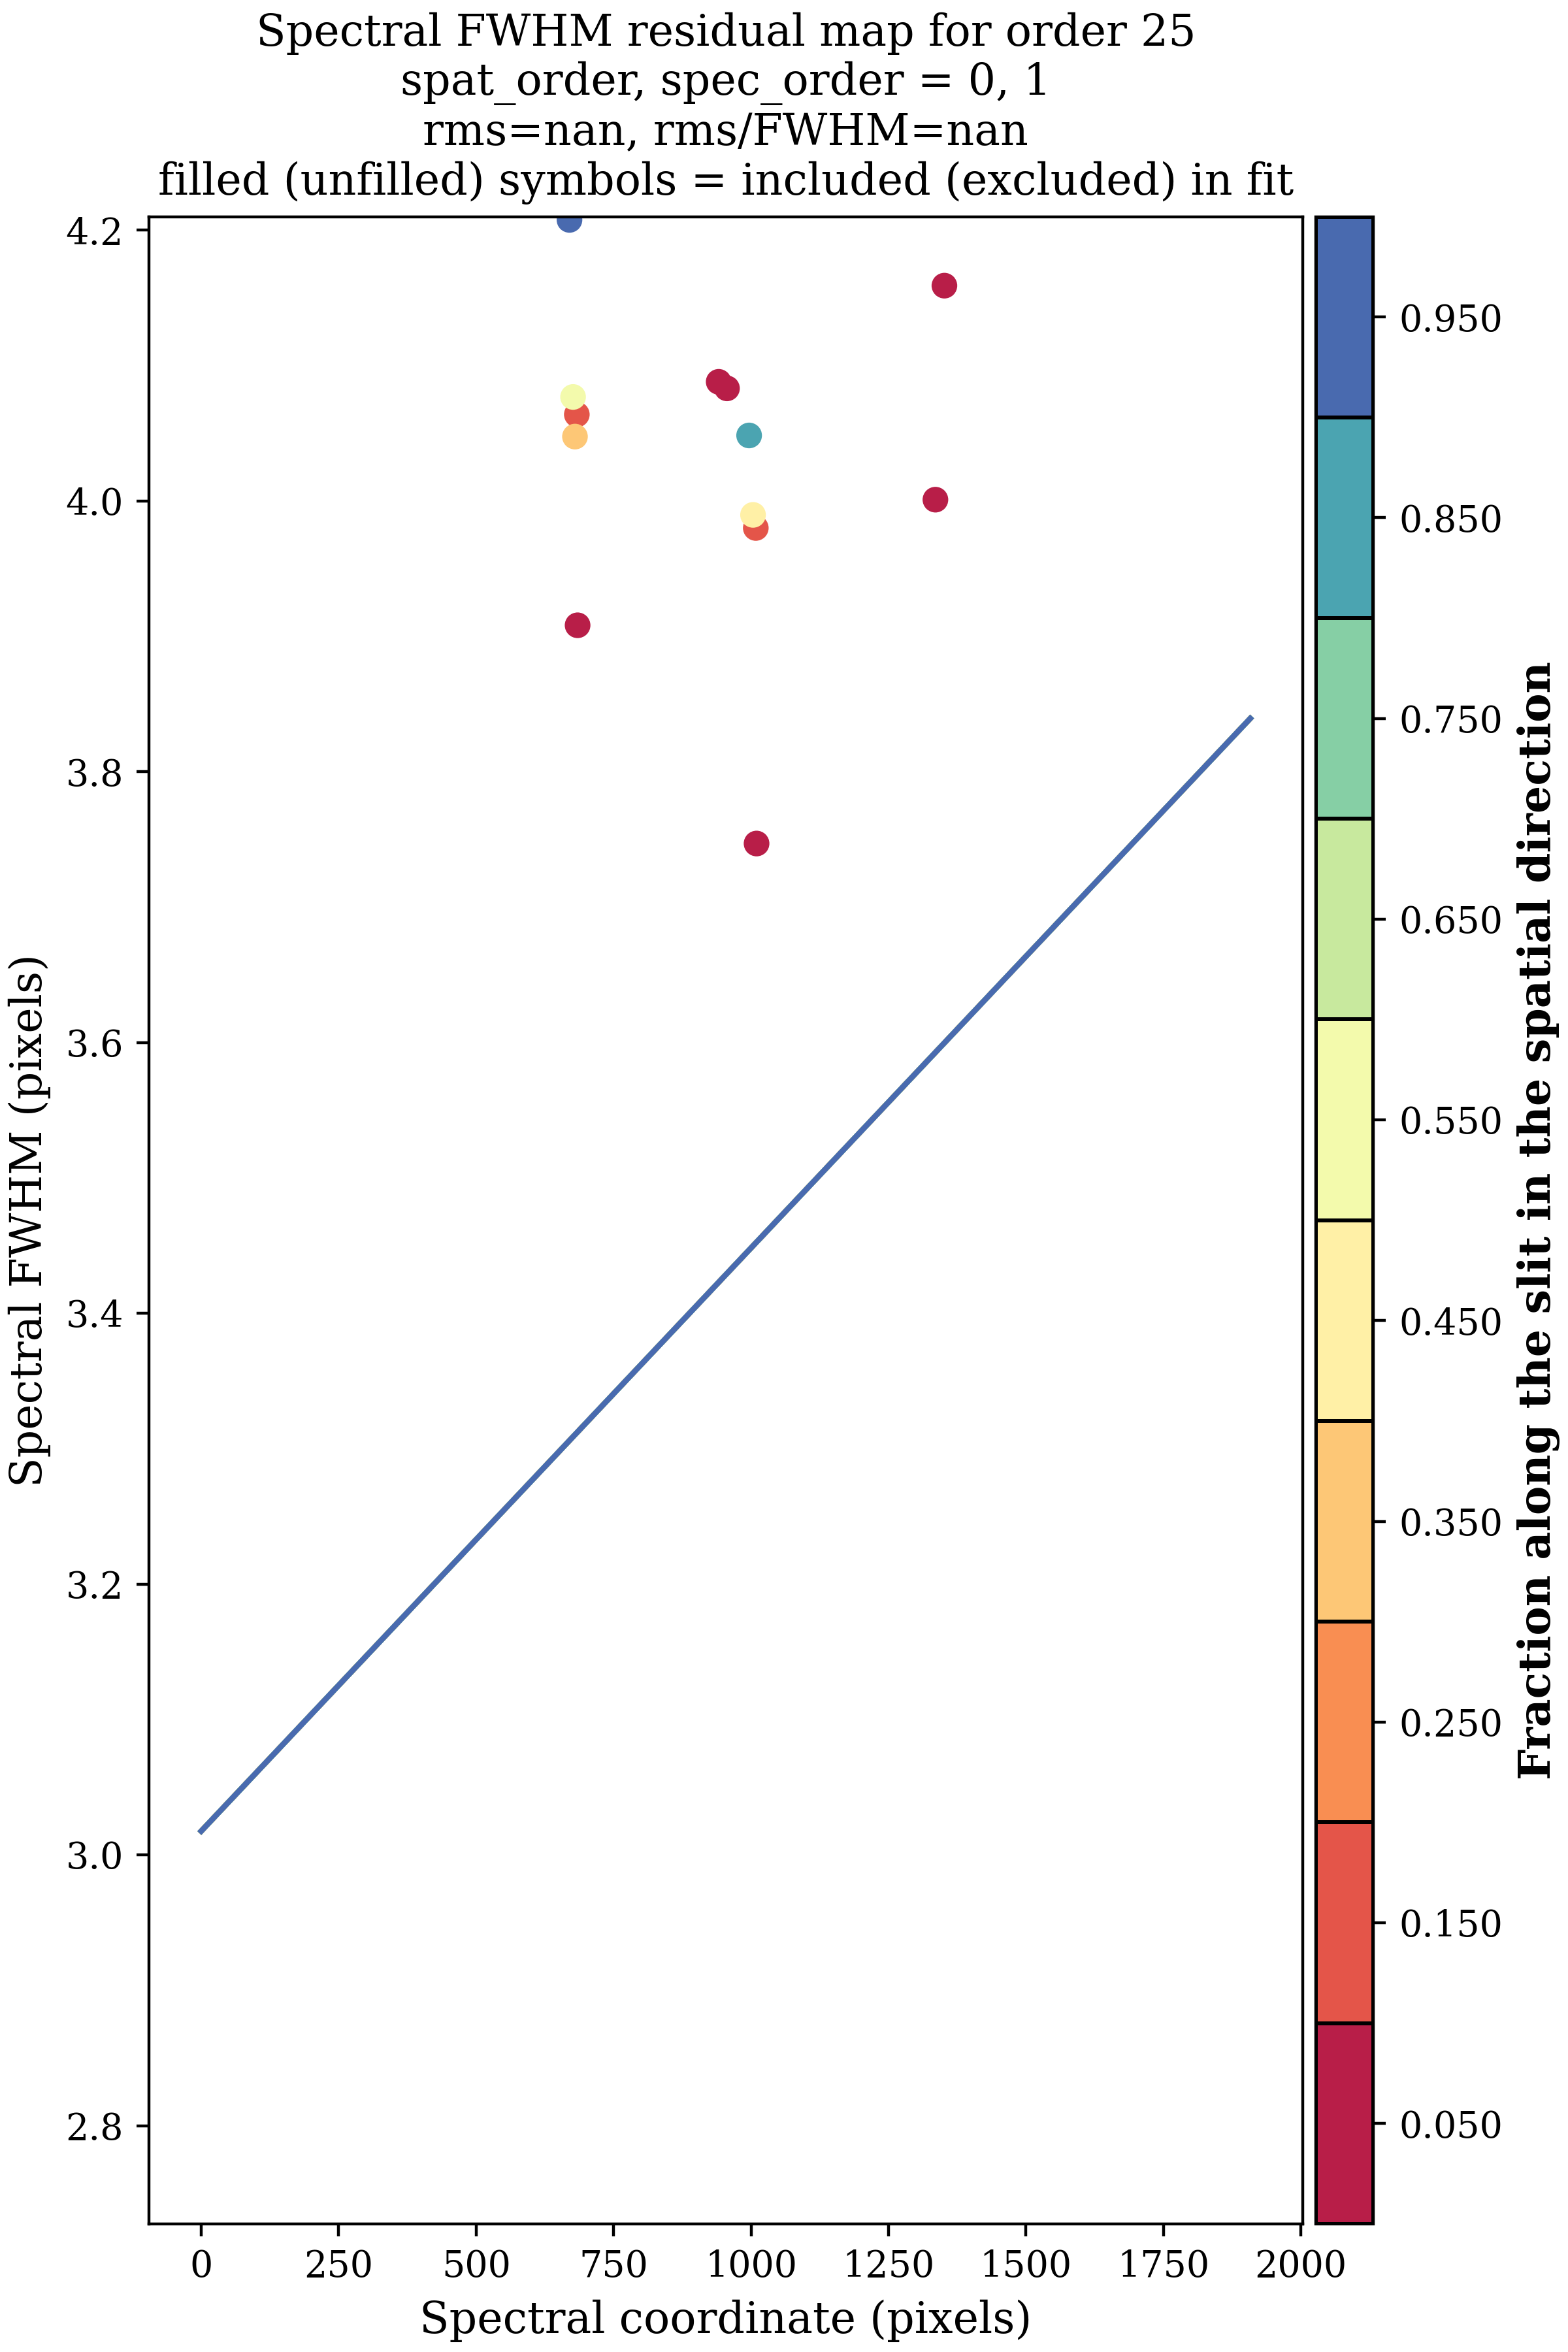 Spectral FWHM residual map for order 25
spat_order, spec_order = 0, 1
rms=nan, rms/FWHM=nan
filled (unfilled) symbols = included (excluded) in fit
4.2
4.0
3.8
3.6
3.4
3.2
3.0
2.8
Spectral FWHM (pixels)
0 250 500 750 1000 1250 1500 1750 2000
Spectral coordinate (pixels)
0.950
0.850
0.750
0.650
0.550
0.450
0.350
0.250
0.150
0.050
Fraction along the slit in the spatial direction